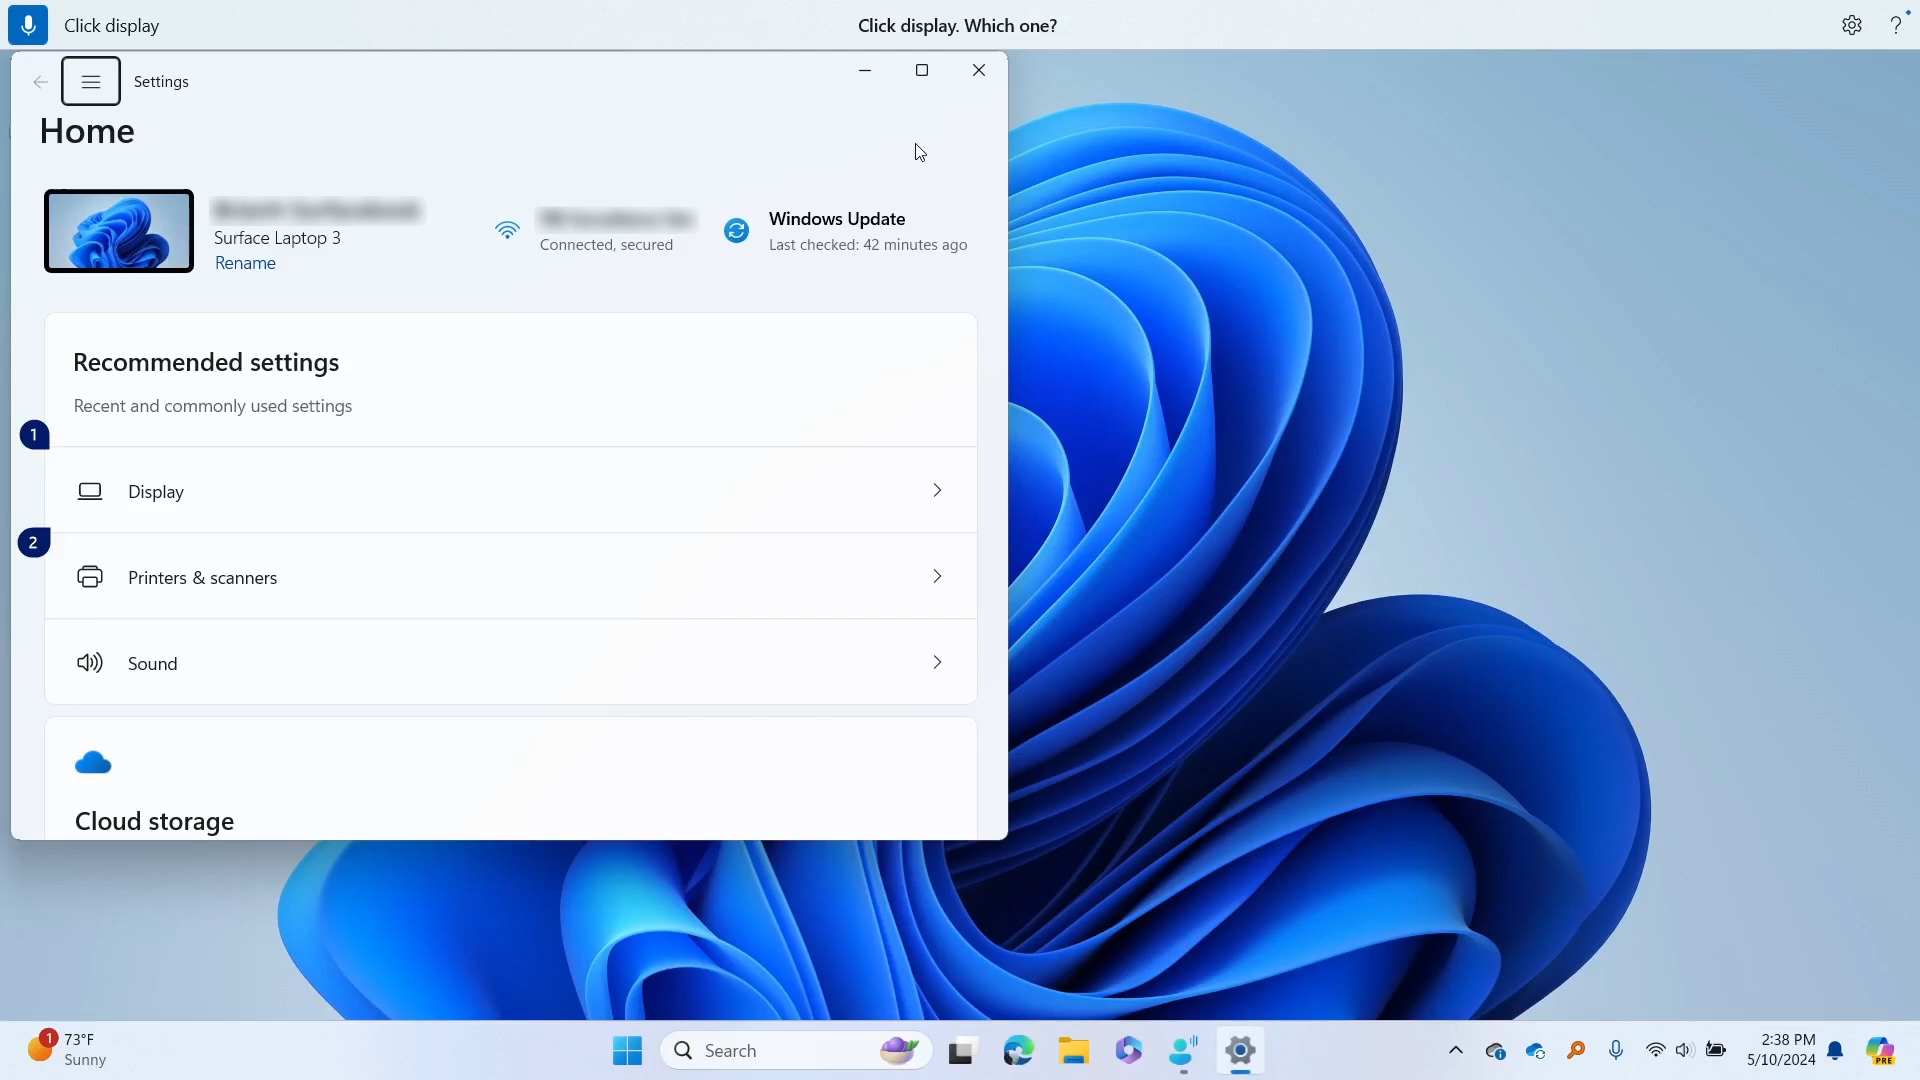 Click display
Click display. Which one?
Settings
Home
Surface Laptop 3
Rename
Connected, secured
Windows Update
Last checked: 42 minutes ago
Recommended settings
Recent and commonly used settings
1
Display
2
Printers & scanners
Sound
Cloud storage
1
73°F
Sunny
Search
2:38 PM
5/10/2024
PRE